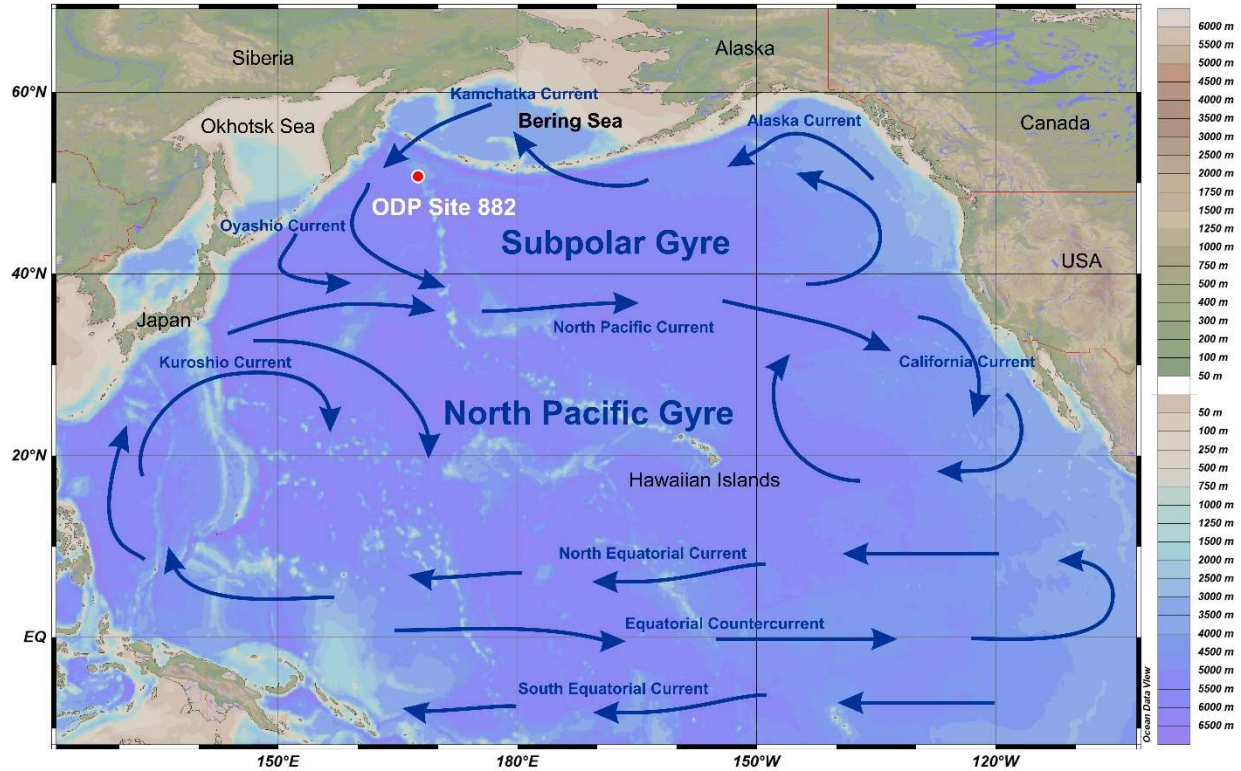 Siberia
Alaska
60°N
Kamchatka Current
Okhotsk Sea
Bering Sea
Alaska Current
Canada
ODP Site 882
Oyashio Current
Subpolar Gyre
USA
40°N
Japan
North Pacific Current
Kuroshio Current
California Current
North Pacific Gyre
20°N
Hawaiian Islands
North Equatorial Current
Equatorial Countercurrent
EQ
South Equatorial Current
Ocean Data View
150°E
180°E
150°W
120°W
6000 m
5500 m
5000 m
4500 m
4000 m
3500 m
3000 m
2500 m
2000 m
1750 m
1500 m
1250 m
1000 m
750 m
500 m
400 m
300 m
200 m
100 m
50 m
50 m
100 m
250 m
500 m
750 m
1000 m
1250 m
1500 m
2000 m
2500 m
3000 m
3500 m
4000 m
4500 m
5000 m
5500 m
6000 m
6500 m